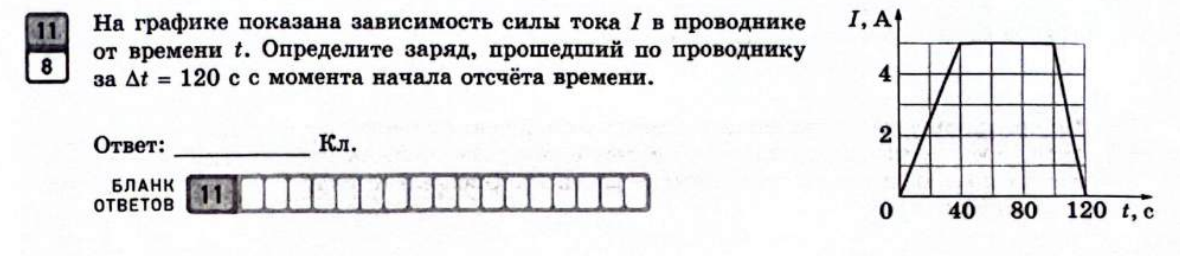 11
8
На графике показана зависимость силы тока I в проводнике
от времени t. Определите заряд, прошедший по проводнику
за Δt = 120 с с момента начала отсчёта времени.
Ответ: __________ Кл.
БЛАНК
ОТВЕТОВ
11
I, А
4
2
0 40 80 120 t, с